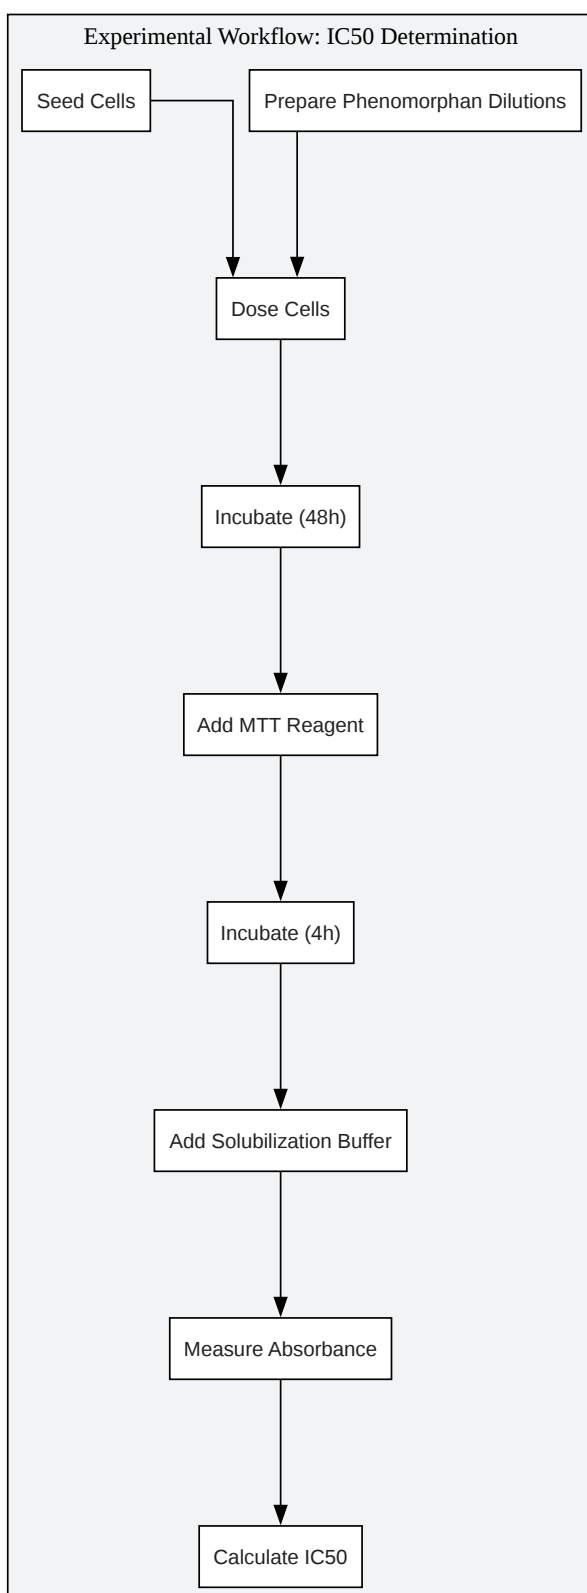 Experimental Workflow: IC50 Determination
Seed Cells
Prepare Phenomorphan Dilutions
Dose Cells
Incubate (48h)
Add MTT Reagent
Incubate (4h)
Add Solubilization Buffer
Measure Absorbance
Calculate IC50